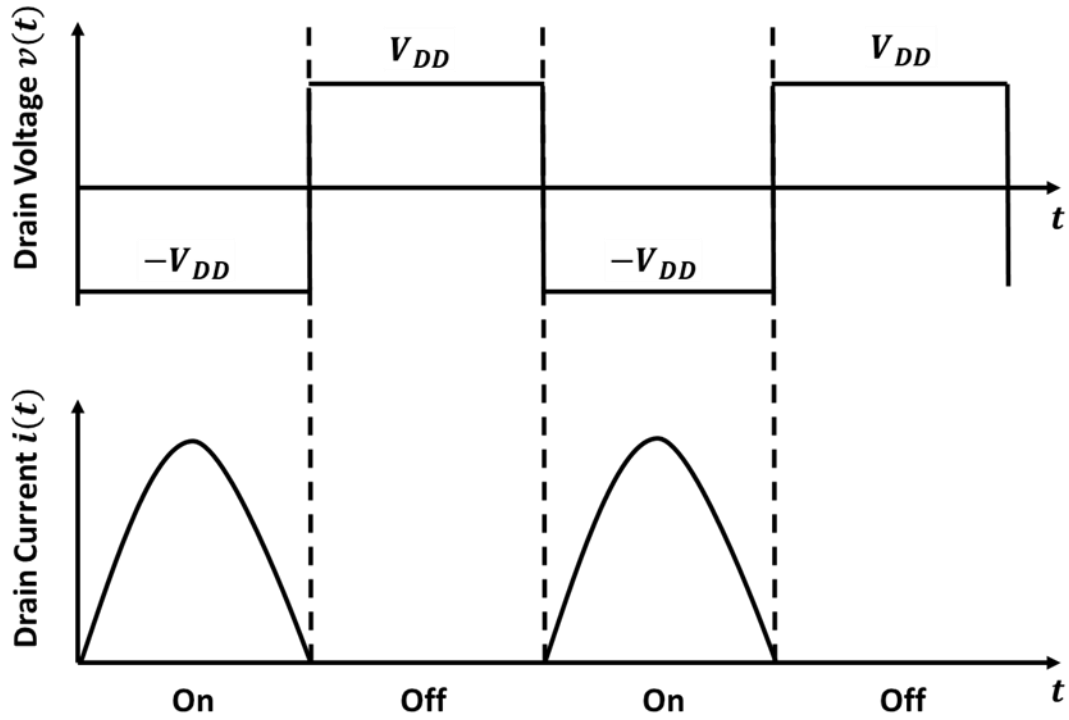 Drain Voltage v(t)
V_DD
V_DD
t
−V_DD
−V_DD
Drain Current i(t)
t
On
Off
On
Off